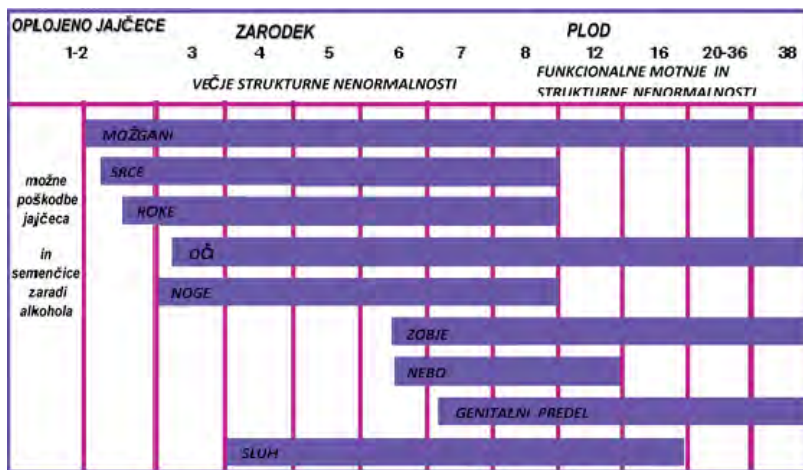 OPLOJENO JAJČECE ZARODEK PLOD
1-2 3 4 5 6 7 8 12 16 20-36 38
VEČJE STRUKTURNE NENORMALNOSTI
FUNKCIONALNE MOTNJE IN
STRUKTURNE NENORMALNOSTI
možne
poškodbe
jajčeca
in
semenčice
zaradi
alkohola
MOŽGANI
SRCE
ROKE
OČI
NOGE
ZOBJE
NEBO
GENITALNI PREDEL
SLUH